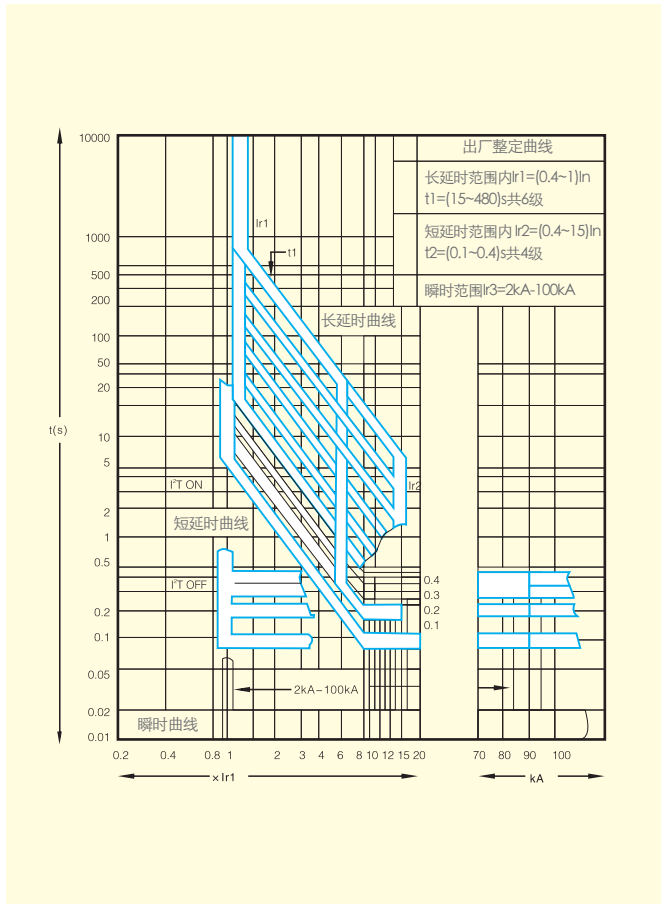 出厂整定曲线
长延时范围内Ir1=(0.4~1)In
t1=(15~480)s共6级
短延时范围内 Ir2=(0.4~15)In
t2=(0.1~0.4)s共4级
瞬时范围Ir3=2kA-100kA
10000
1000
500
200
100
50
20
10
5
2
1
0.5
0.2
0.1
0.05
0.02
0.01
t(s)
Ir1
t1
长延时曲线
Ir2
I²T ON
短延时曲线
I²T OFF
0.4
0.3
0.2
0.1
2kA-100kA
瞬时曲线
0.2 0.4 0.8 1 2 3 4 6 8 10 12 15 20 70 80 90 100
×Ir1 kA